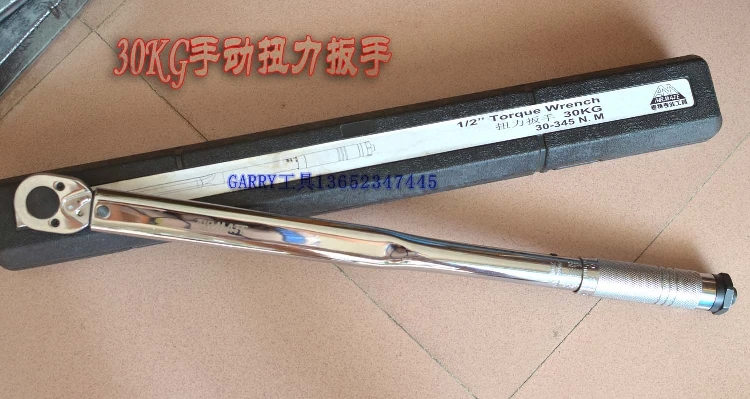 30KG手动扭力扳手
1/2" Torque Wrench
扭力扳手 30KG
30-345 N. M
GARRY工具13652347445